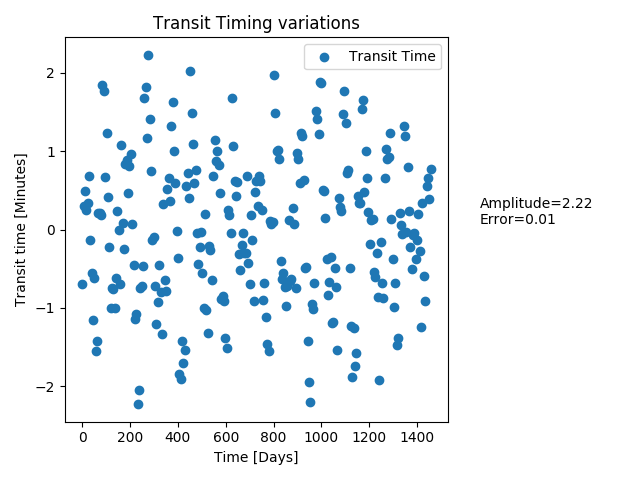 Transit Timing variations
Transit Time
2
1
0
−1
−2
Transit time [Minutes]
0 200 400 600 800 1000 1200 1400
Time [Days]
Amplitude=2.22
Error=0.01